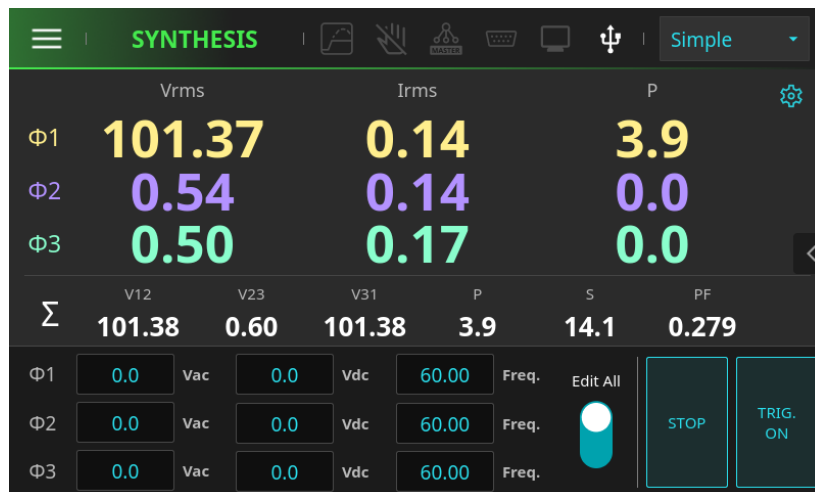 SYNTHESIS MASTER Simple
Vrms Irms P
Φ1 101.37 0.14 3.9
Φ2 0.54 0.14 0.0
Φ3 0.50 0.17 0.0
V12 V23 V31 P S PF
Σ 101.38 0.60 101.38 3.9 14.1 0.279
Φ1 0.0 Vac 0.0 Vdc 60.00 Freq. Edit All
Φ2 0.0 Vac 0.0 Vdc 60.00 Freq. STOP TRIG. ON
Φ3 0.0 Vac 0.0 Vdc 60.00 Freq.